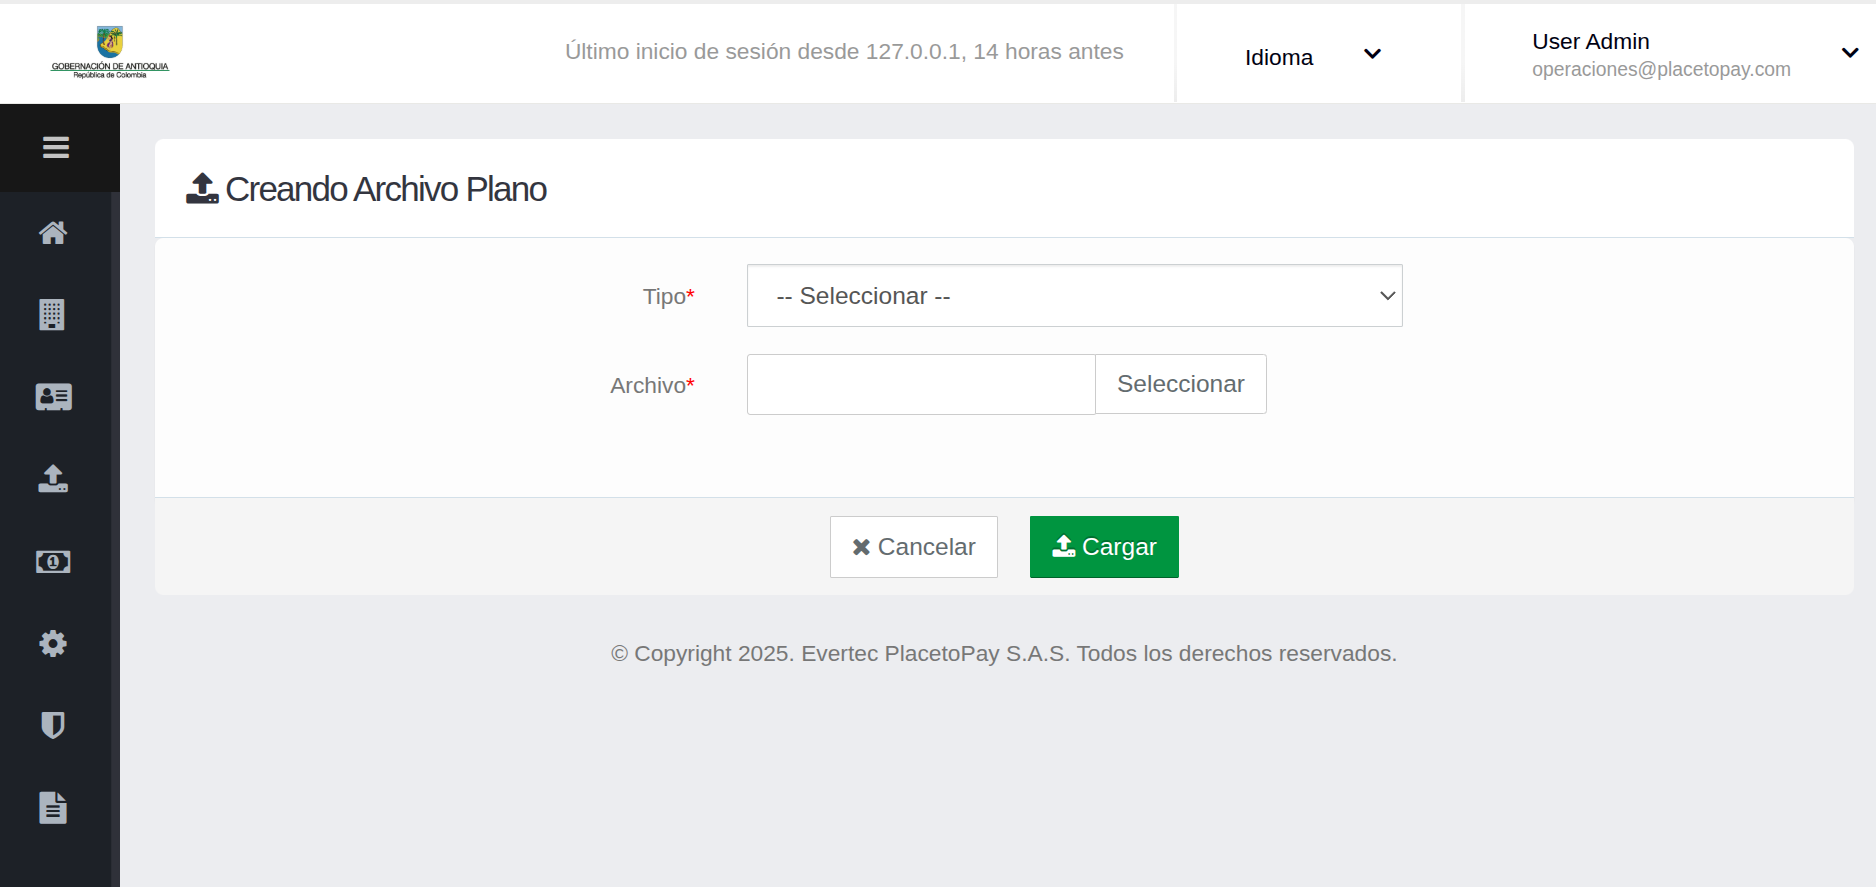 GOBERNACIÓN DE ANTIOQUIA
República de Colombia
Último inicio de sesión desde 127.0.0.1, 14 horas antes
Idioma
User Admin
operaciones@placetopay.com
Creando Archivo Plano
Tipo*
-- Seleccionar --
Archivo*
Seleccionar
Cancelar
Cargar
© Copyright 2025. Evertec PlacetoPay S.A.S. Todos los derechos reservados.